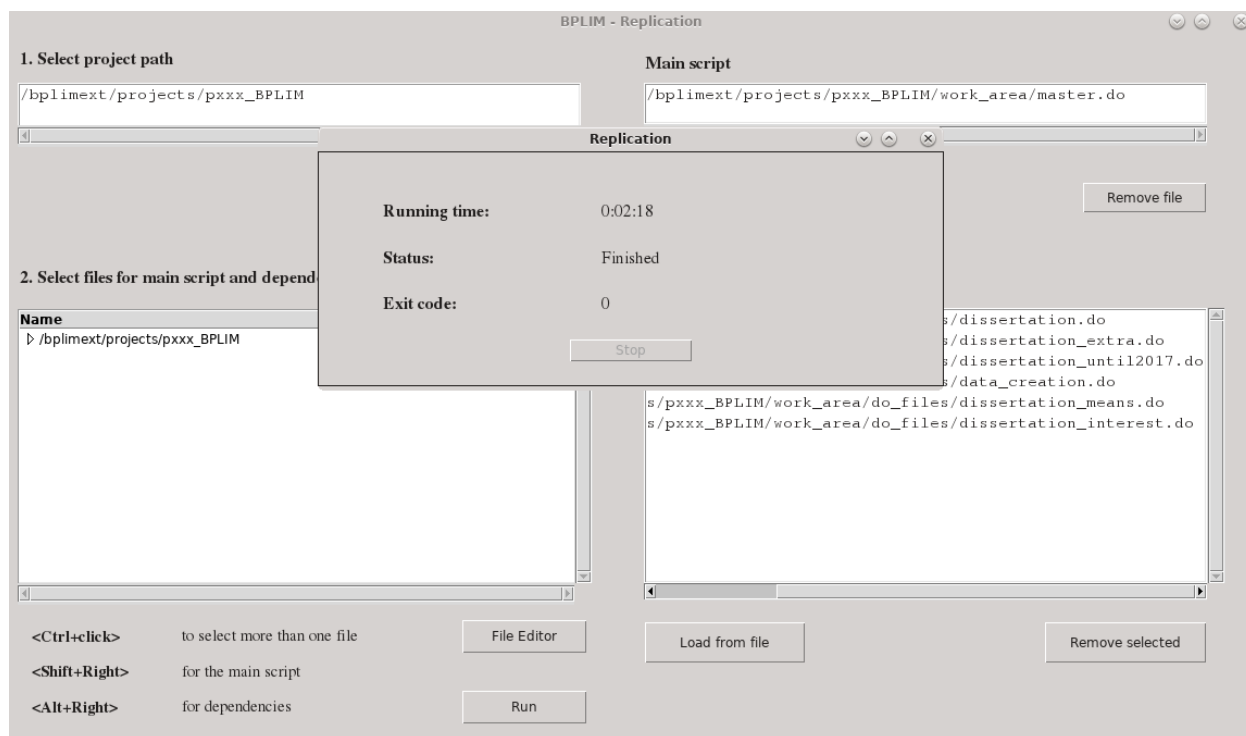 BPLIM - Replication
1. Select project path
Main script
/bplimext/projects/pxxx_BPLIM
/bplimext/projects/pxxx_BPLIM/work_area/master.do
Replication
Remove file
Running time: 0:02:18
Status: Finished
Exit code: 0
Stop
2. Select files for main script and depend
Name
/bplimext/projects/pxxx_BPLIM
s/dissertation.do
s/dissertation_extra.do
s/dissertation_until2017.do
s/data_creation.do
s/pxxx_BPLIM/work_area/do_files/dissertation_means.do
s/pxxx_BPLIM/work_area/do_files/dissertation_interest.do
<Ctrl+click> to select more than one file
File Editor
Load from file
Remove selected
<Shift+Right> for the main script
<Alt+Right> for dependencies
Run